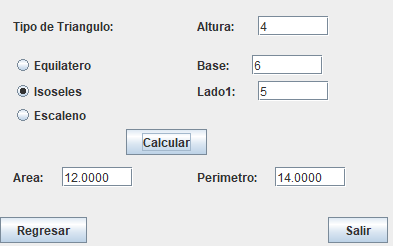 Tipo de Triangulo: Altura: 4
Equilatero Base: 6
Isoseles Lado1: 5
Escaleno
Calcular
Area: 12.0000 Perimetro: 14.0000
Regresar Salir